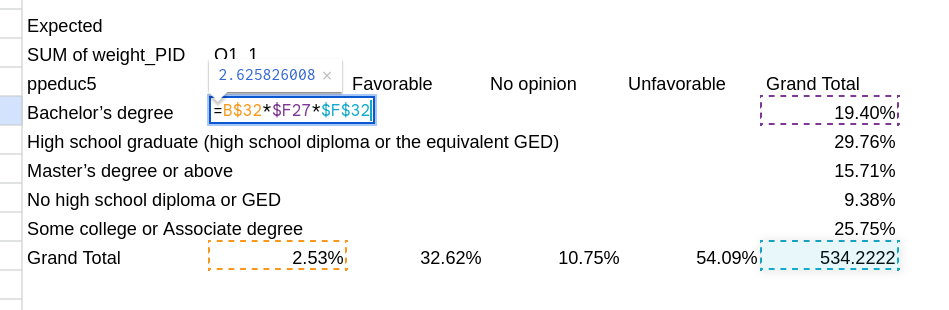 Expected
SUM of weight_PID Q1_1
2.625826008 ×
ppeduc5 Favorable No opinion Unfavorable Grand Total
Bachelor’s degree =B$32*$F27*$F$32 19.40%
High school graduate (high school diploma or the equivalent GED) 29.76%
Master’s degree or above 15.71%
No high school diploma or GED 9.38%
Some college or Associate degree 25.75%
Grand Total 2.53% 32.62% 10.75% 54.09% 534.2222